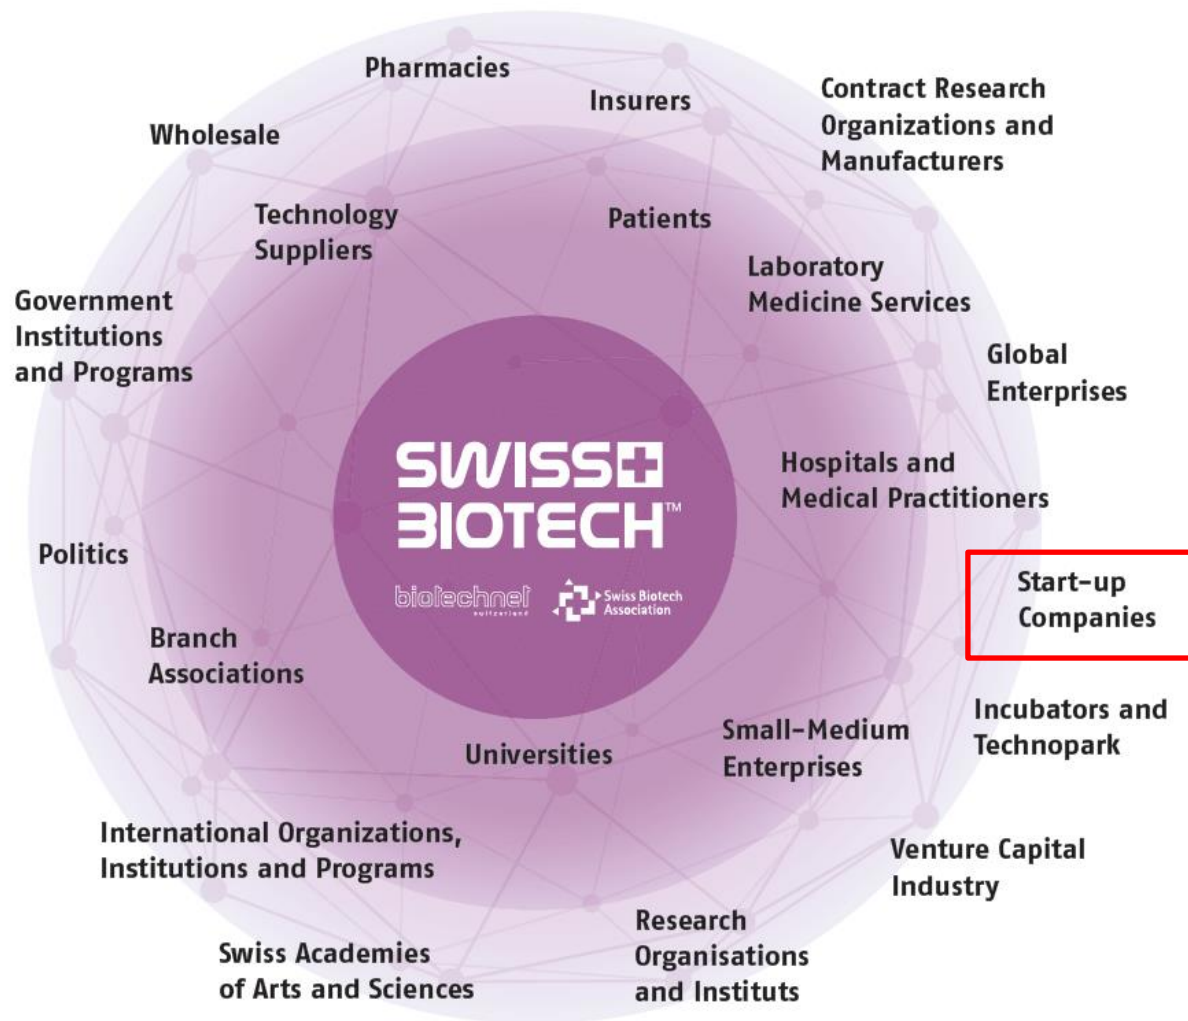 Pharmacies
Insurers
Contract Research
Organizations and
Manufacturers
Wholesale
Technology
Suppliers
Patients
Laboratory
Medicine Services
Government
Institutions
and Programs
Global
Enterprises
SWISS
BIOTECH™
biotechnet
switzerland
Swiss Biotech
Association
Hospitals and
Medical Practitioners
Politics
Start-up
Companies
Branch
Associations
Incubators and
Technopark
Universities
Small-Medium
Enterprises
International Organizations,
Institutions and Programs
Venture Capital
Industry
Swiss Academies
of Arts and Sciences
Research
Organisations
and Instituts